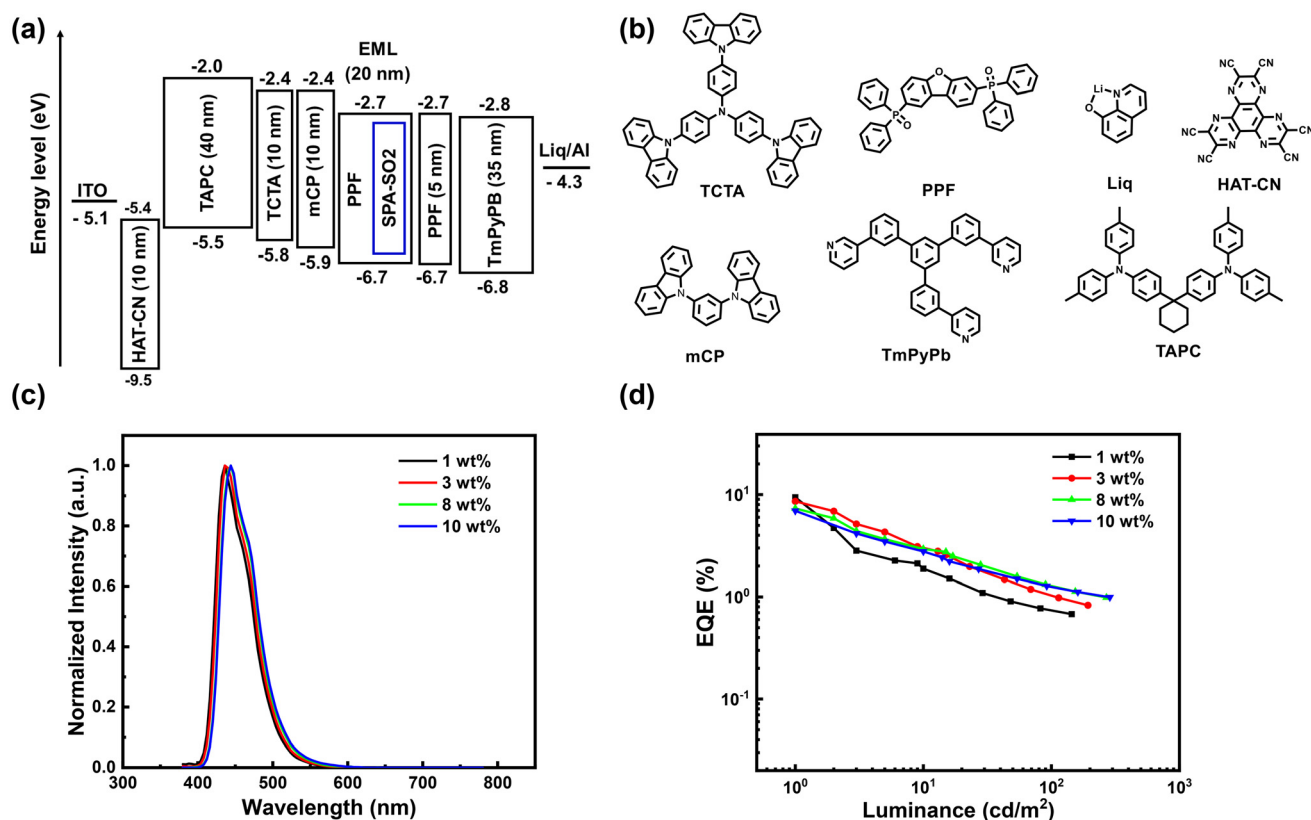 (a)
Energy level (eV)
ITO
- 5.1
-5.4
HAT-CN (10 nm)
-9.5
-2.0
TAPC (40 nm)
-5.5
-2.4
TCTA (10 nm)
-5.8
-2.4
mCP (10 nm)
-5.9
EML
(20 nm)
-2.7
PPF
SPA-SO2
-6.7
-2.7
PPF (5 nm)
-6.7
-2.8
TmPyPB (35 nm)
-6.8
Liq/Al
- 4.3
(b)
N
N
N
N
TCTA
O
P
O
P
O
PPF
Li
N
O
Liq
CN
CN
NC
NC
CN
CN
N
N
N
N
N
N
HAT-CN
N
N
mCP
N
N
N
TmPyPb
N
N
TAPC
(c)
Normalized Intensity (a.u.)
1.0
0.8
0.6
0.4
0.2
0.0
300 400 500 600 700 800
Wavelength (nm)
1 wt%
3 wt%
8 wt%
10 wt%
(d)
EQE (%)
10¹
10⁰
10⁻¹
10⁰ 10¹ 10² 10³
Luminance (cd/m²)
1 wt%
3 wt%
8 wt%
10 wt%